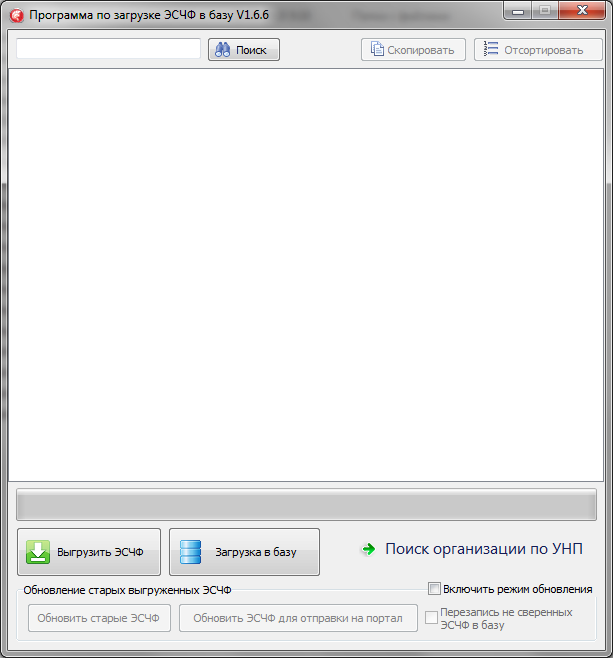 Программа по загрузке ЭСЧФ в базу V1.6.6
Поиск
Скопировать
Отсортировать
Выгрузить ЭСЧФ
Загрузка в базу
Поиск организации по УНП
Обновление старых выгруженных ЭСЧФ
Включить режим обновления
Обновить старые ЭСЧФ
Обновить ЭСЧФ для отправки на портал
Перезапись не сверенных
ЭСЧФ в базу